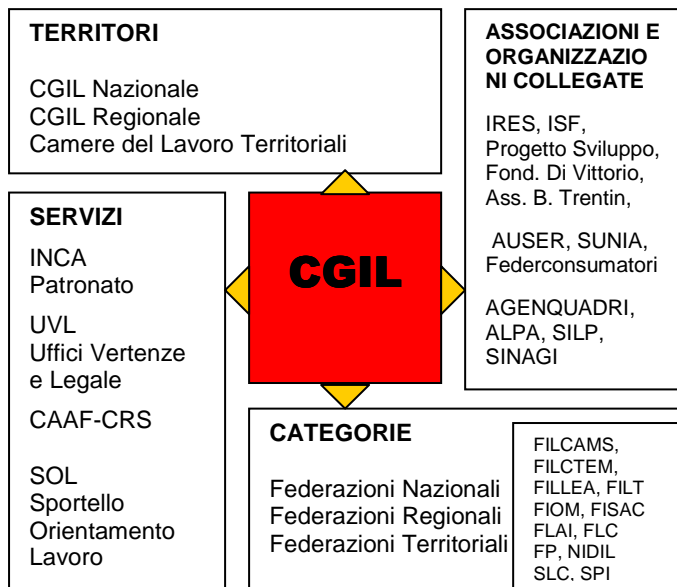 TERRITORI
CGIL Nazionale
CGIL Regionale
Camere del Lavoro Territoriali
ASSOCIAZIONI E
ORGANIZZAZIO
NI COLLEGATE
IRES, ISF,
Progetto Sviluppo,
Fond. Di Vittorio,
Ass. B. Trentin,
AUSER, SUNIA,
Federconsumatori
AGENQUADRI,
ALPA, SILP,
SINAGI
SERVIZI
INCA
Patronato
UVL
Uffici Vertenze
e Legale
CAAF-CRS
SOL
Sportello
Orientamento
Lavoro
CGIL
CATEGORIE
Federazioni Nazionali
Federazioni Regionali
Federazioni Territoriali
FILCAMS,
FILCTEM,
FILLEA, FILT
FIOM, FISAC
FLAI, FLC
FP, NIDIL
SLC, SPI